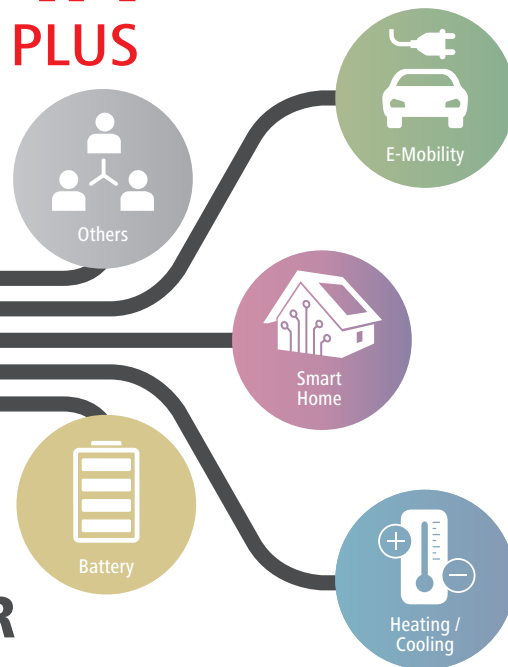 PLUS
E-Mobility
Others
Smart
Home
Battery
R
Heating /
Cooling